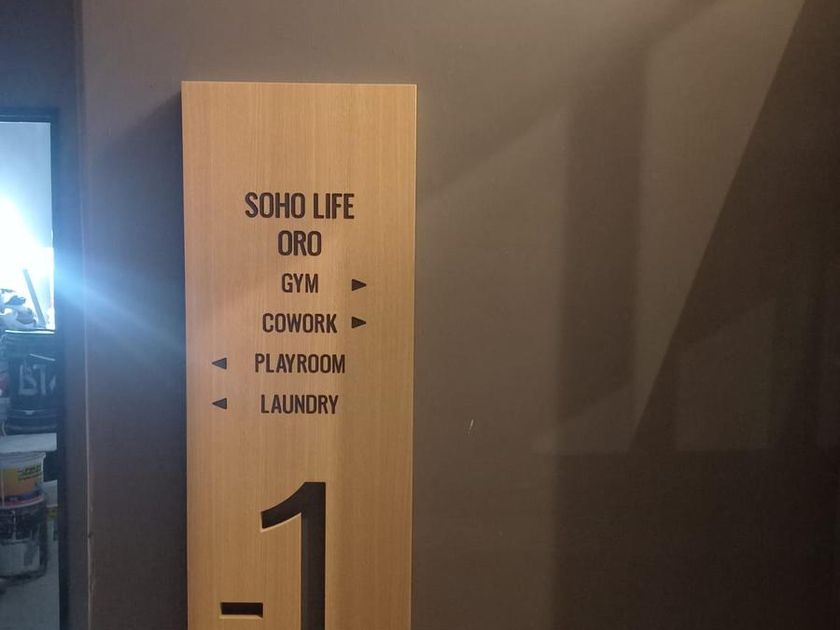 SOHO LIFE
ORO
GYM ▶
COWORK ▶
◀ PLAYROOM
◀ LAUNDRY
-1